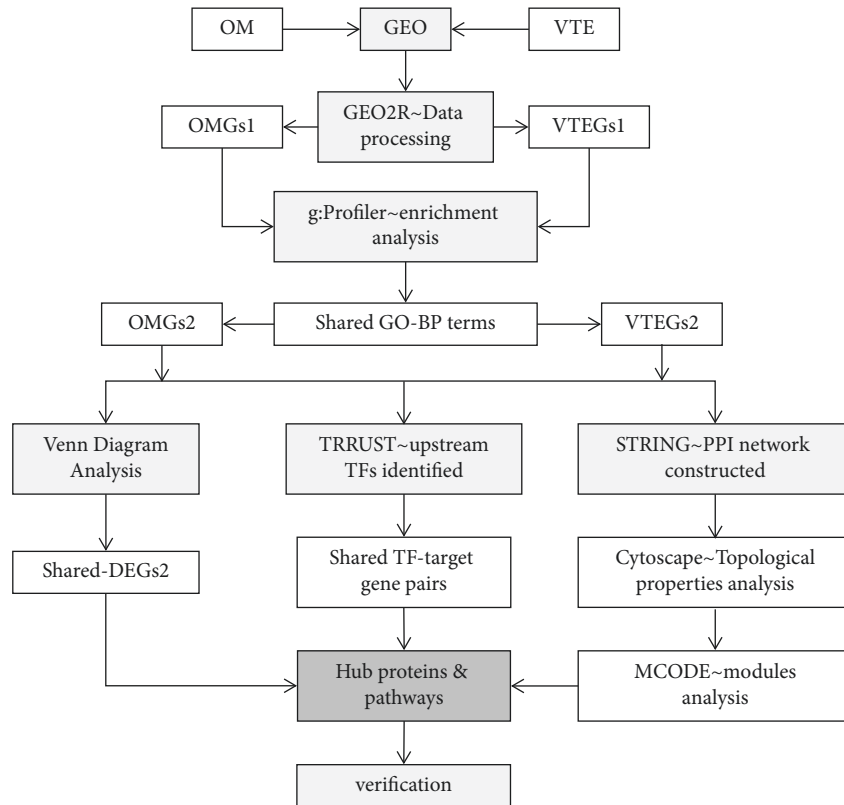 OM
GEO
VTE
OMGs1
GEO2R~Data
processing
VTEGs1
g:Profiler~enrichment
analysis
OMGs2
Shared GO-BP terms
VTEGs2
Venn Diagram
Analysis
TRRUST~upstream
TFs identified
STRING~PPI network
constructed
Shared-DEGs2
Shared TF-target
gene pairs
Cytoscape~Topological
properties analysis
Hub proteins &
pathways
MCODE~modules
analysis
verification